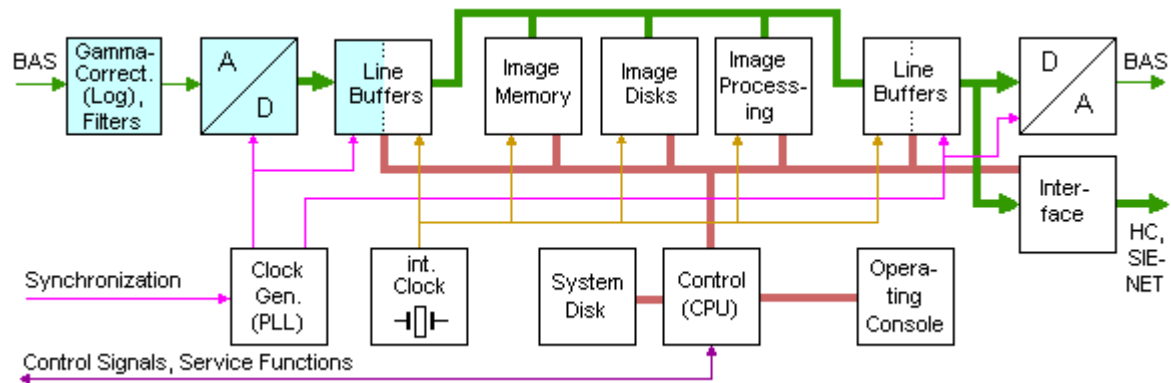 BAS
Gamma-
Correct.
(Log),
Filters
A
D
Line
Buffers
Image
Memory
Image
Disks
Image
Process-
ing
Line
Buffers
D
A
BAS
Inter-
face
HC,
SIE-
NET
Synchronization
Clock
Gen.
(PLL)
int.
Clock
System
Disk
Control
(CPU)
Opera-
ting
Console
Control Signals, Service Functions